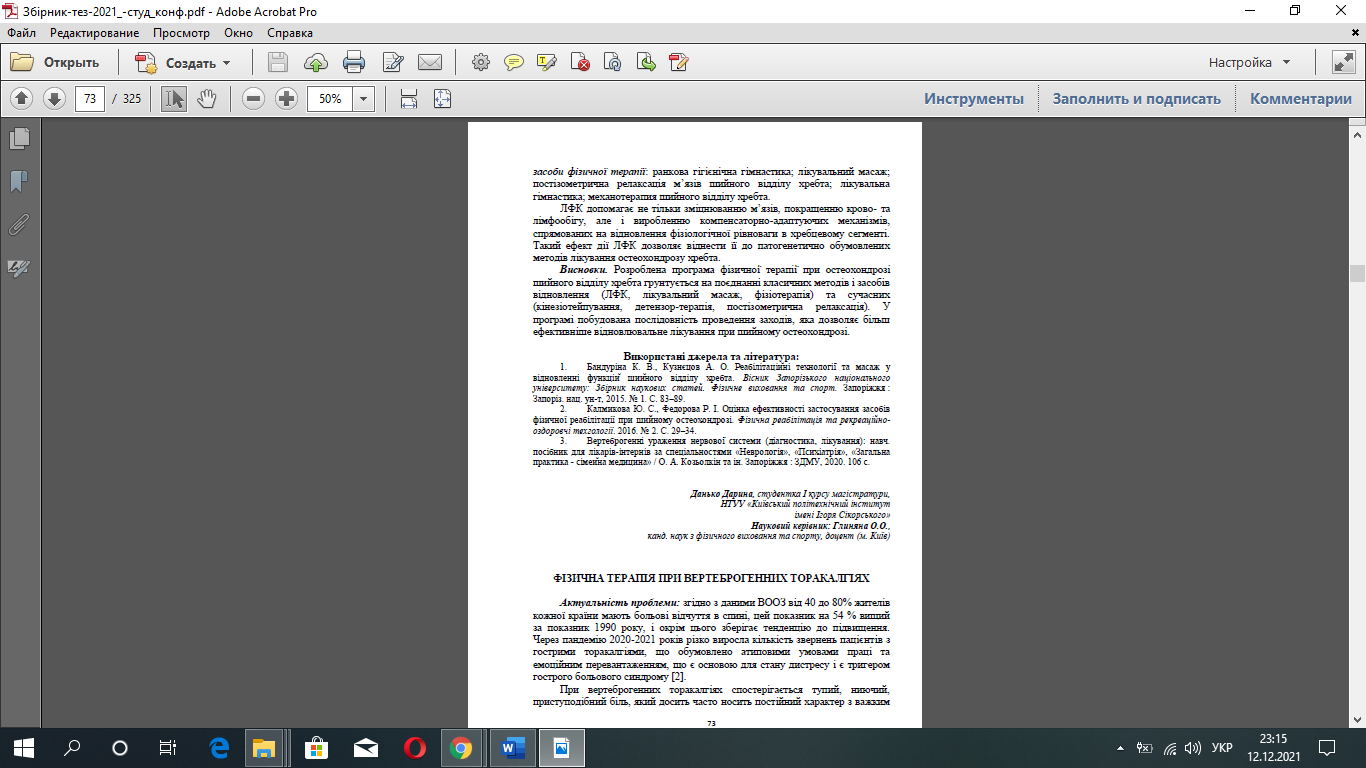 Збірник-тез-2021_-студ_конф.pdf - Adobe Acrobat Pro
Файл Редактирование Просмотр Окно Справка
Открыть Создать Настройка
73 / 325 50% Инструменты Заполнить и подписать Комментарии
засоби фізичної терапії: ранкова гігієнічна гімнастика; лікувальний масаж;
постізометрична релаксація м’язів шийного відділу хребта; лікувальна
гімнастика; механотерапия шийного відділу хребта.
ЛФК допомагає не тільки зміцнюванню м’язів, покращенню крово- та
лімфообігу, але і виробленню компенсаторно-адаптуючих механізмів,
спрямованих на відновлення фізіологічної рівноваги в хребцевому сегменті.
Такий ефект дії ЛФК дозволяє віднести її до патогенетично обумовлених
методів лікування остеохондрозу хребта.
Висновки. Розроблена програма фізичної терапії при остеохондрозі
шийного відділу хребта ґрунтується на поєднанні класичних методів і засобів
відновлення (ЛФК, лікувальний масаж, фізіотерапія) та сучасних
(кінезіотейпування, детензор-терапія, постізометрична релаксація). У
програмі побудована послідовність проведення заходів, яка дозволяє більш
ефективніше відновлювальне лікування при шийному остеохондрозі.
Використані джерела та література:
1. Бандуріна К. В., Кузнєцов А. О. Реабілітаційні технології та масаж у
відновленні функцій шийного відділу хребта. Вісник Запорізького національного
університету: Збірник наукових статей. Фізичне виховання та спорт. Запоріжжя :
Запоріз. нац. ун-т, 2015. № 1. С. 83–89.
2. Калмикова Ю. С., Федорова Р. І. Оцінка ефективності застосування засобів
фізичної реабілітації при шийному остеохондрозі. Фізична реабілітація та рекреаційно-
оздоровчі технології. 2016. № 2. С. 29–34.
3. Вертеброгенні ураження нервової системи (діагностика, лікування): навч.
посібник для лікарів-інтернів за спеціальностями «Неврологія», «Психіатрія», «Загальна
практика - сімейна медицина» / О. А. Козьолкін та ін. Запоріжжя : ЗДМУ, 2020. 106 с.
Данько Дарина, студентка І курсу магістратури,
НТУУ «Київський політехнічний інститут
імені Ігоря Сікорського»
Науковий керівник: Глиняна О.О.,
канд. наук з фізичного виховання та спорту, доцент (м. Київ)
ФІЗИЧНА ТЕРАПІЯ ПРИ ВЕРТЕБРОГЕННИХ ТОРАКАЛГІЯХ
Актуальність проблеми: згідно з даними ВООЗ від 40 до 80% жителів
кожної країни мають больові відчуття в спині, цей показник на 54 % вищий
за показник 1990 року, і окрім цього зберігає тенденцію до підвищення.
Через пандемію 2020-2021 років різко виросла кількість звернень пацієнтів з
гострими торакалгіями, що обумовлено атиповими умовами праці та
емоційним перевантаженням, що є основою для стану дистресу і є тригером
гострого больового синдрому [2].
При вертеброгенних торакалгіях спостерігається тупий, ниючий,
приступодібний біль, який досить часто носить постійний характер з важким
73
УКР
23:15
12.12.2021